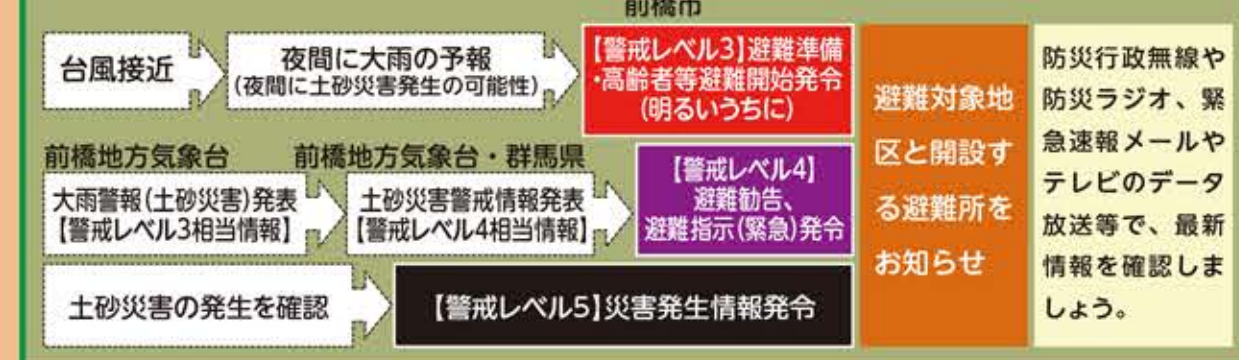 前橋市
台風接近
夜間に大雨の予報
(夜間に土砂災害発生の可能性)
【警戒レベル3】避難準備
・高齢者等避難開始発令
(明るいうちに)
前橋地方気象台
大雨警報(土砂災害)発表
【警戒レベル3相当情報】
前橋地方気象台・群馬県
土砂災害警戒情報発表
【警戒レベル4相当情報】
【警戒レベル4】
避難勧告、
避難指示(緊急)発令
土砂災害の発生を確認
【警戒レベル5】災害発生情報発令
避難対象地
区と開設す
る避難所を
お知らせ
防災行政無線や
防災ラジオ、緊
急速報メールや
テレビのデータ
放送等で、最新
情報を確認しま
しょう。